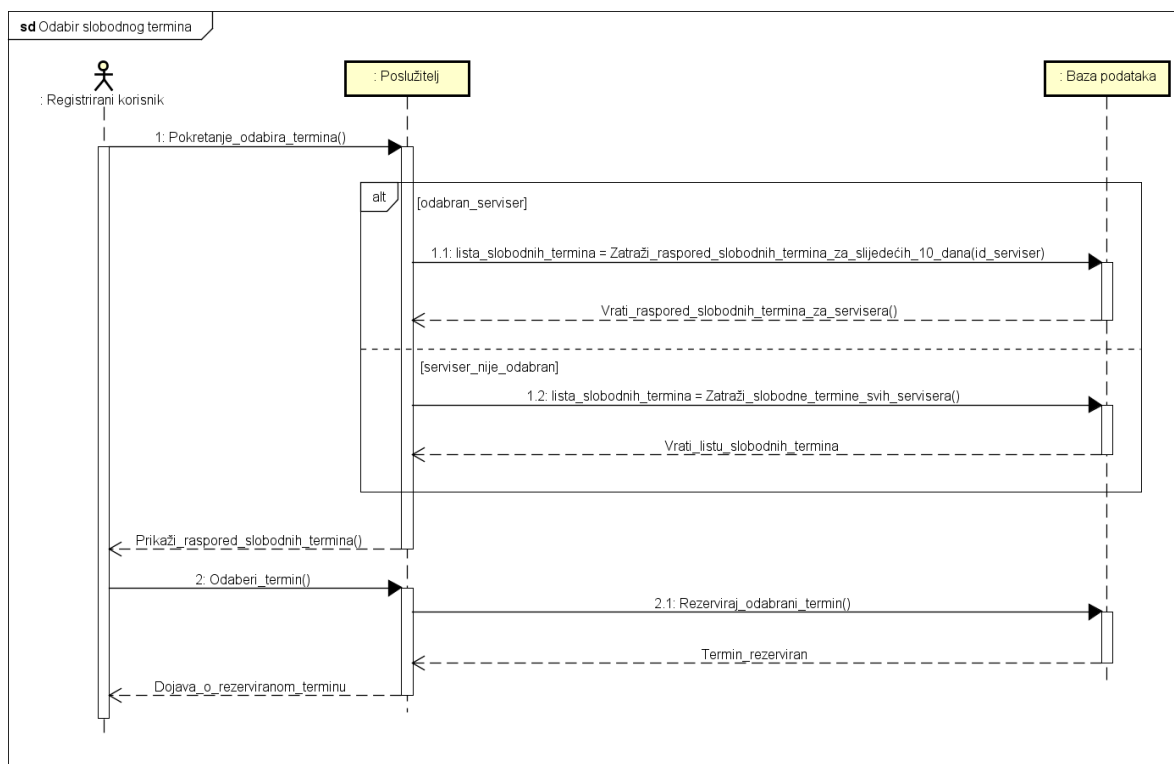 sd Odabir slobodnog termina
: Registrirani korisnik
: Poslužitelj
: Baza podataka
1: Pokretanje_odabira_termina()
alt
[odabran_serviser]
1.1: lista_slobodnih_termina = Zatraži_raspored_slobodnih_termina_za_slijedećih_10_dana(id_serviser)
Vrati_raspored_slobodnih_termina_za_servisera()
[serviser_nije_odabran]
1.2: lista_slobodnih_termina = Zatraži_slobodne_termine_svih_servisera()
Vrati_listu_slobodnih_termina
Prikaži_raspored_slobodnih_termina()
2: Odaberi_termin()
2.1: Rezerviraj_odabrani_termin()
Termin_rezerviran
Dojava_o_rezerviranom_terminu